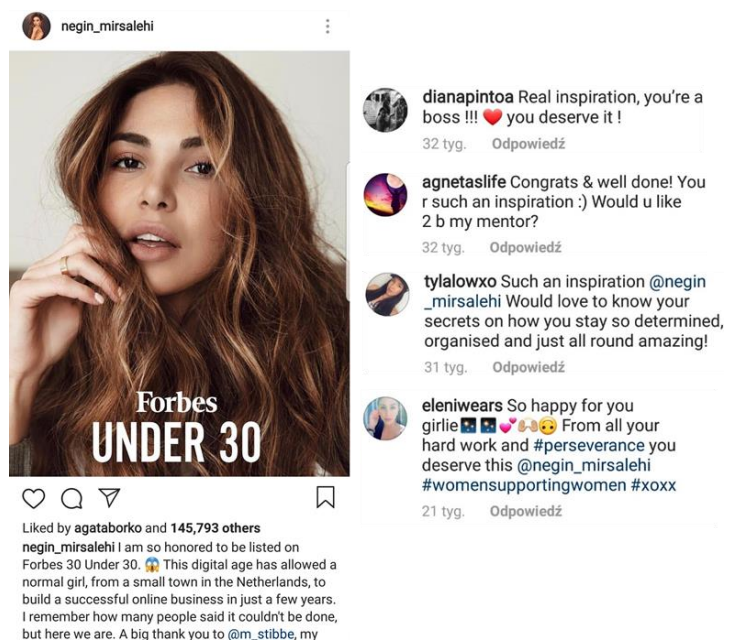 negin_mirsalehi
Forbes
UNDER 30
Liked by agataborko and 145,793 others
negin_mirsalehi I am so honored to be listed on
Forbes 30 Under 30. 😱 This digital age has allowed a
normal girl, from a small town in the Netherlands, to
build a successful online business in just a few years.
I remember how many people said it couldn't be done,
but here we are. A big thank you to @m_stibbe, my
dianapintoa Real inspiration, you're a
boss !!! ❤️ you deserve it !
32 tyg. Odpowiedź
agnetaslife Congrats & well done! You
r such an inspiration :) Would u like
2 b my mentor?
32 tyg. Odpowiedź
tylalowxo Such an inspiration @negin
_mirsalehi Would love to know your
secrets on how you stay so determined,
organised and just all round amazing!
31 tyg. Odpowiedź
eleniwears So happy for you
girlie🌃🌃💕🙌🏼🙃 From all your
hard work and #perseverance you
deserve this @negin_mirsalehi
#womensupportingwomen #xoxx
21 tyg. Odpowiedź